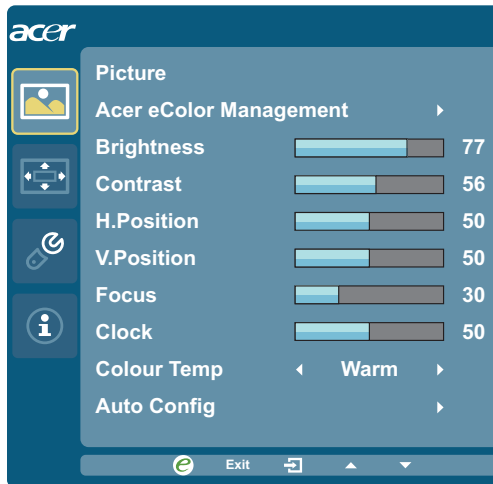 acer
Picture
Acer eColor Management
Brightness 77
Contrast 56
H.Position 50
V.Position 50
Focus 30
Clock 50
Colour Temp Warm
Auto Config
e Exit